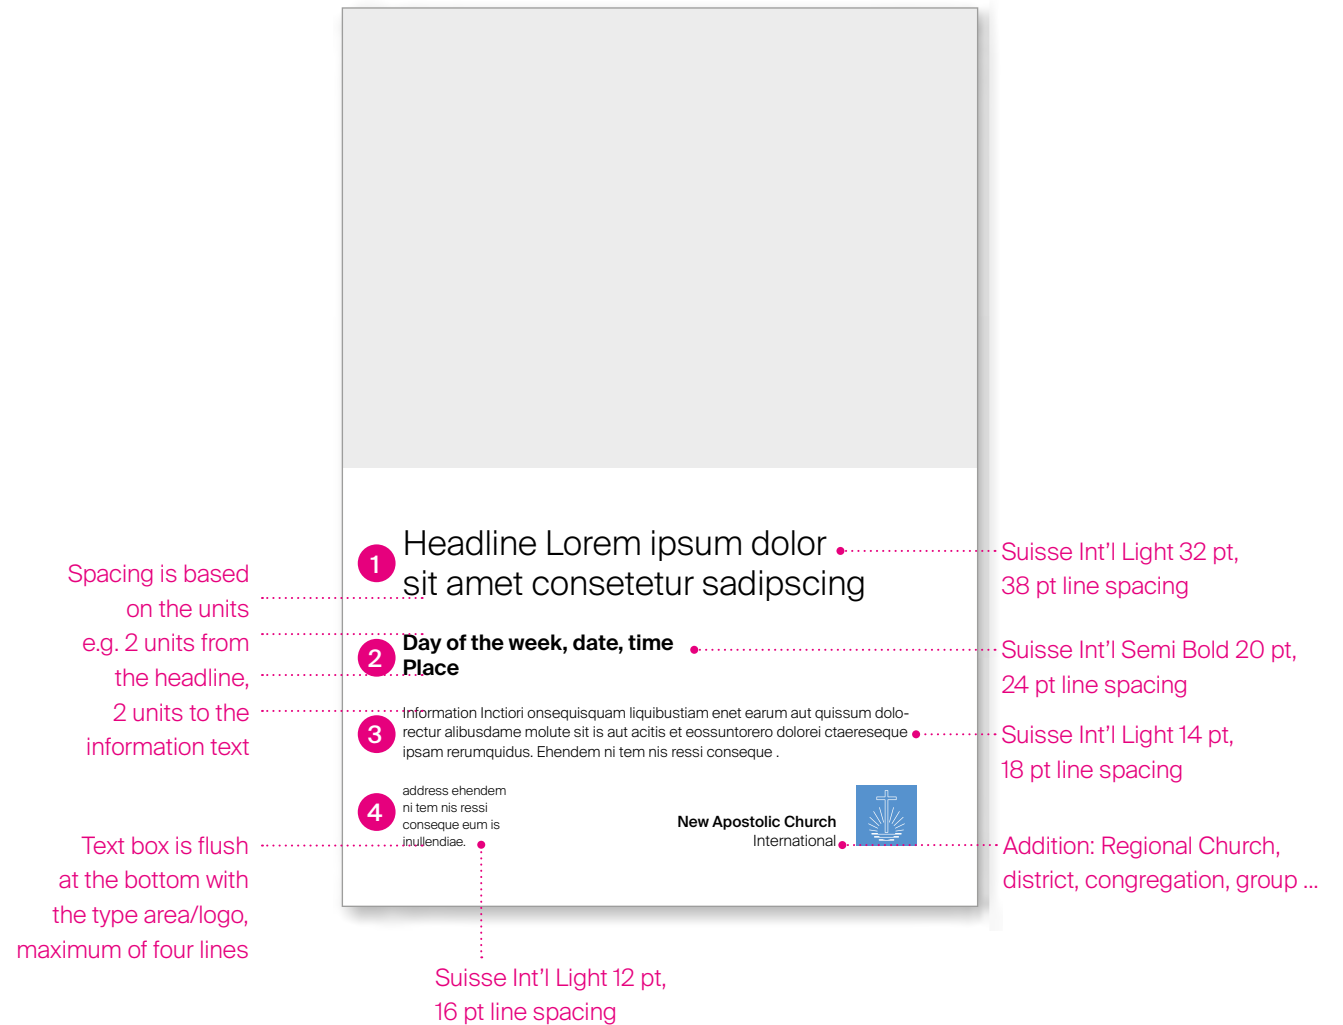 1
Headline Lorem ipsum dolor
sit amet consetetur sadipscing
Suisse Int'l Light 32 pt,
38 pt line spacing
Spacing is based
on the units
e.g. 2 units from
the headline,
2 units to the
information text
2
Day of the week, date, time
Place
Suisse Int'l Semi Bold 20 pt,
24 pt line spacing
3
Information Inctiori onsequisquam liquibustiam enet earum aut quissum dolo-
rectur alibusdame molute sit is aut acitis et eossuntorero dolorei ctaereseque
ipsam rerumquidus. Ehendem ni tem nis ressi conseque .
Suisse Int'l Light 14 pt,
18 pt line spacing
4
address ehendem
ni tem nis ressi
conseque eum is
inullendiae.
New Apostolic Church
International
Addition: Regional Church,
district, congregation, group ...
Text box is flush
at the bottom with
the type area/logo,
maximum of four lines
Suisse Int'l Light 12 pt,
16 pt line spacing